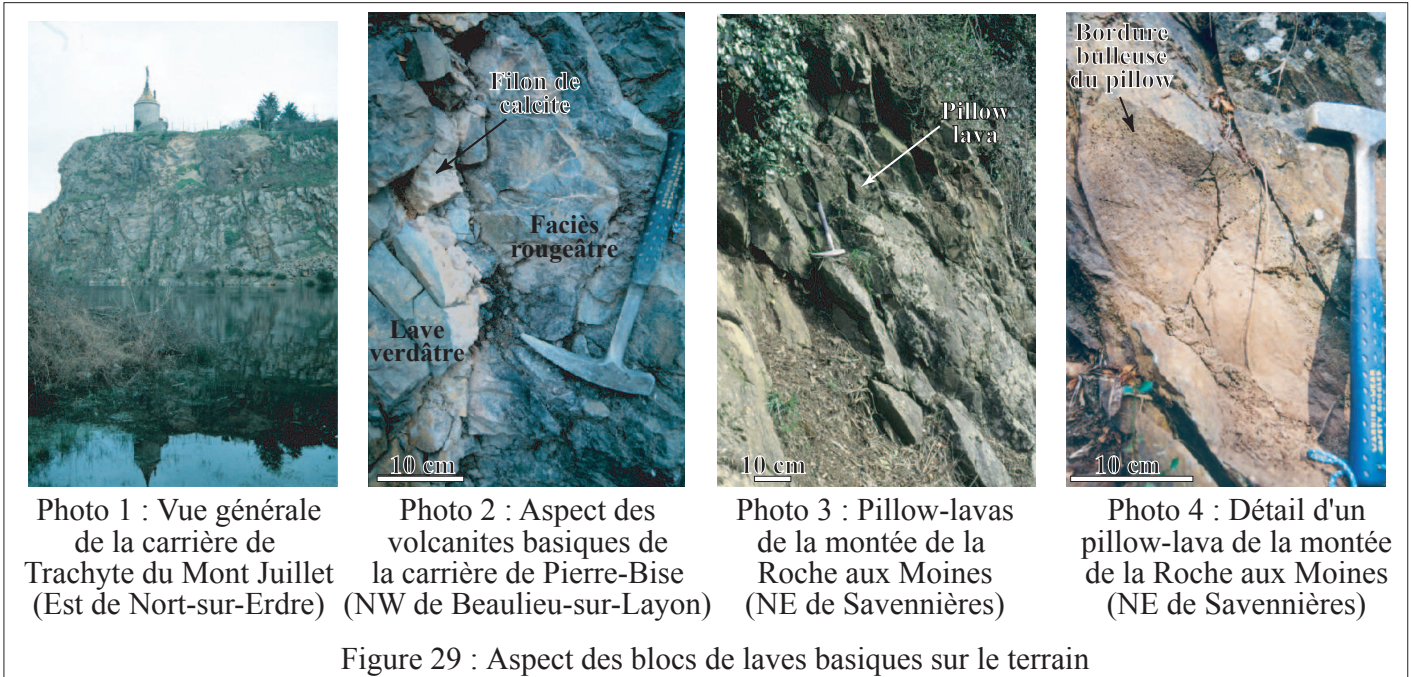 Filon de
calcite
Faciès
rougeâtre
Lave
verdâtre
10 cm
Pillow
lava
10 cm
Bordure
bulleuse
du pillow
10 cm
Photo 1 : Vue générale
de la carrière de
Trachyte du Mont Juillet
(Est de Nort-sur-Erdre)
Photo 2 : Aspect des
volcanites basiques de
la carrière de Pierre-Bise
(NW de Beaulieu-sur-Layon)
Photo 3 : Pillow-lavas
de la montée de la
Roche aux Moines
(NE de Savennières)
Photo 4 : Détail d'un
pillow-lava de la montée
de la Roche aux Moines
(NE de Savennières)
Figure 29 : Aspect des blocs de laves basiques sur le terrain